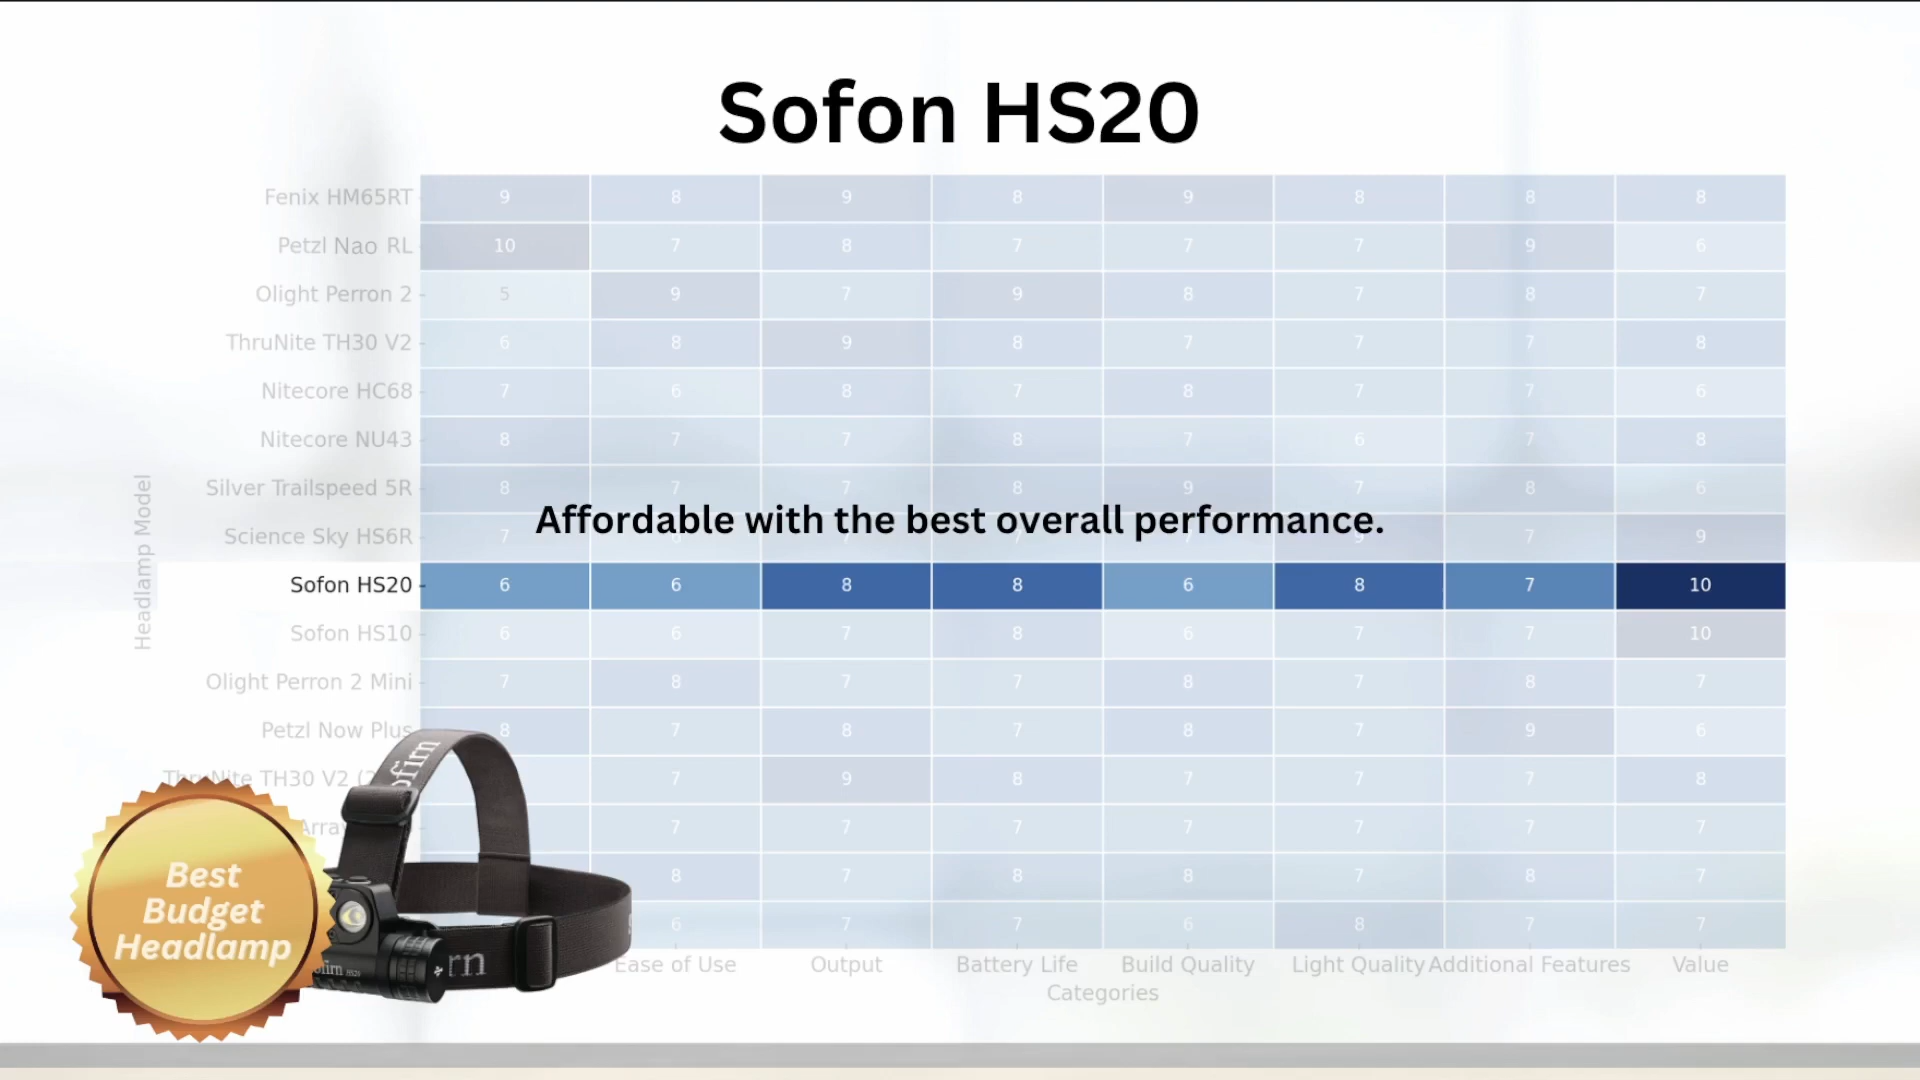 Sofon HS20
Fenix HM65RT 9 8 9 8 9 8 8 8
Petzl Nao RL 10 7 8 7 7 7 9 6
Olight Perron 2 5 9 7 9 8 7 8 7
ThruNite TH30 V2 6 8 9 8 7 7 7 8
Nitecore HC68 7 6 8 7 8 7 7 6
Nitecore NU43 8 7 7 8 7 6 7 8
Silver Trailspeed 5R 8 7 7 8 9 7 8 6
Affordable with the best overall performance.
Science Sky HS6R 7 7 9
Headlamp Model
Sofon HS20 6 6 8 8 6 8 7 10
Sofon HS10 6 6 7 8 6 7 7 10
Olight Perron 2 Mini 7 8 7 7 8 7 8 7
Petzl Now Plus 8 7 8 7 8 7 9 6
TH30 V2 7 9 8 7 7 7 8
7 7 7 7 7 7 7
8 7 8 8 7 8 7
6 7 7 6 8 7 7
Ease of Use Output Battery Life Build Quality Light Quality Additional Features Value
Categories
Best
Budget
Headlamp